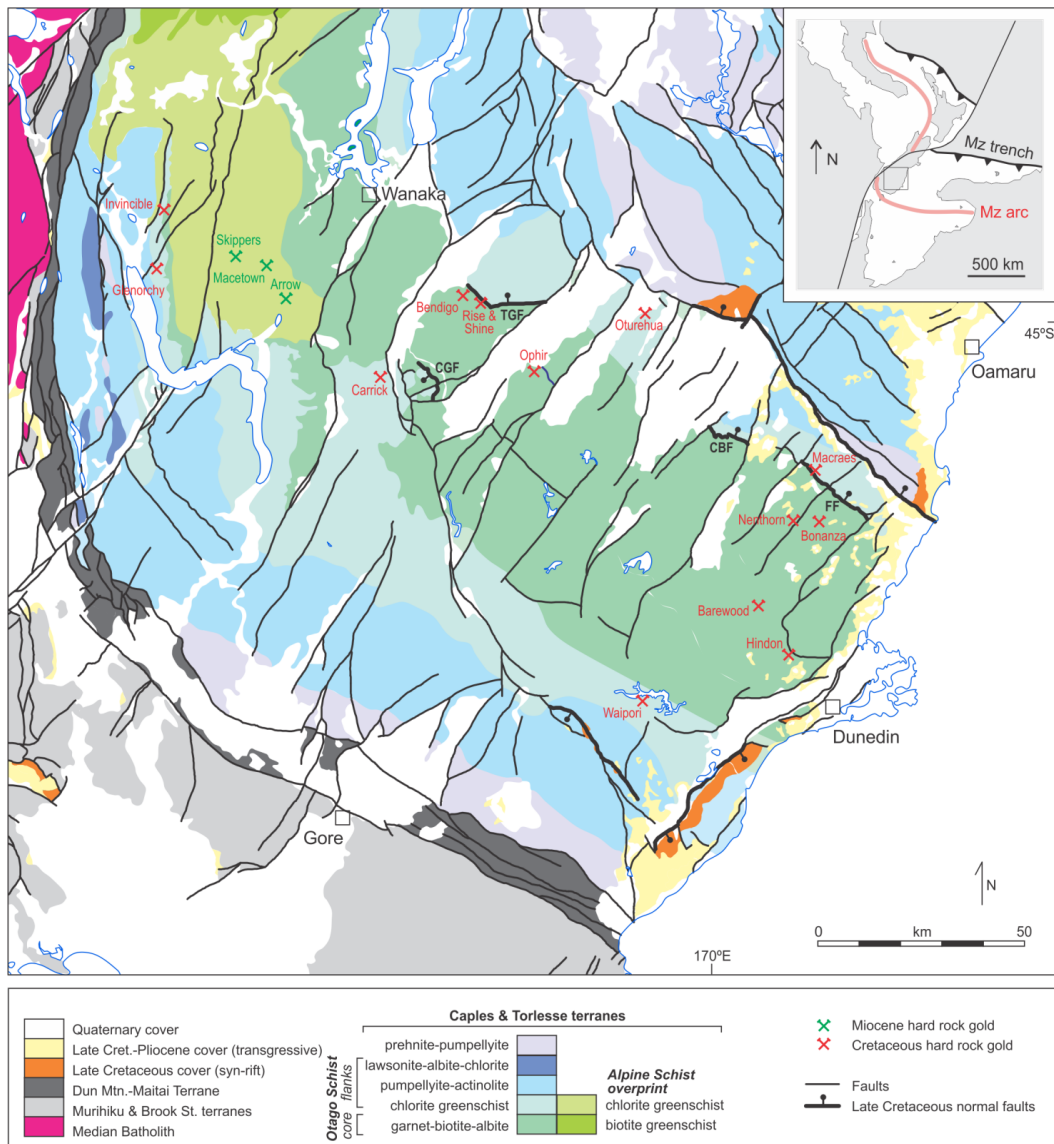 N
Mz trench
Mz arc
500 km
Wanaka
Invincible
Skippers
Macetown
Glenorchy
Arrow
Bendigo
Rise &
Shine
TGF
Oturehua
45ºS
Oamaru
CGF
Ophir
Carrick
CBF
Macraes
FF
Nenthorn
Bonanza
Barewood
Hindon
Waipori
Dunedin
Gore
N
0 km 50
170ºE
Caples & Torlesse terranes
Quaternary cover
Late Cret.-Pliocene cover (transgressive)
Late Cretaceous cover (syn-rift)
Dun Mtn.-Maitai Terrane
Murihiku & Brook St. terranes
Median Batholith
Otago Schist
core flanks
prehnite-pumpellyite
lawsonite-albite-chlorite
pumpellyite-actinolite
chlorite greenschist
garnet-biotite-albite
Alpine Schist
overprint
chlorite greenschist
biotite greenschist
Miocene hard rock gold
Cretaceous hard rock gold
Faults
Late Cretaceous normal faults